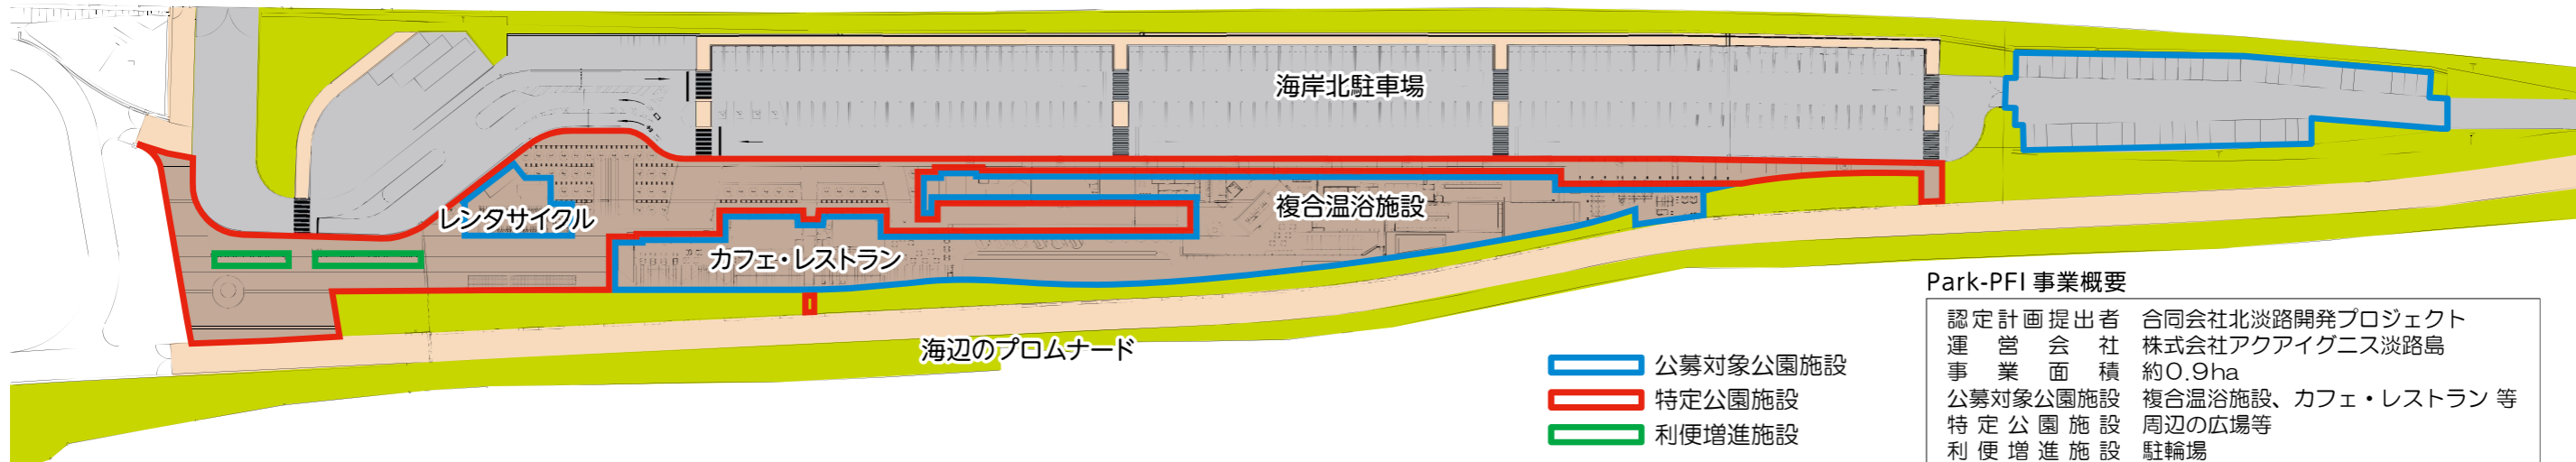 海岸北駐車場
レンタサイクル
複合温浴施設
カフェ・レストラン
海辺のプロムナード
公募対象公園施設
特定公園施設
利便増進施設
Park-PFI 事業概要
認定計画提出者 合同会社北淡路開発プロジェクト
運営会社 株式会社アクアイグニス淡路島
事業面積 約0.9ha
公募対象公園施設 複合温浴施設、カフェ・レストラン 等
特定公園施設 周辺の広場等
利便増進施設 駐輪場